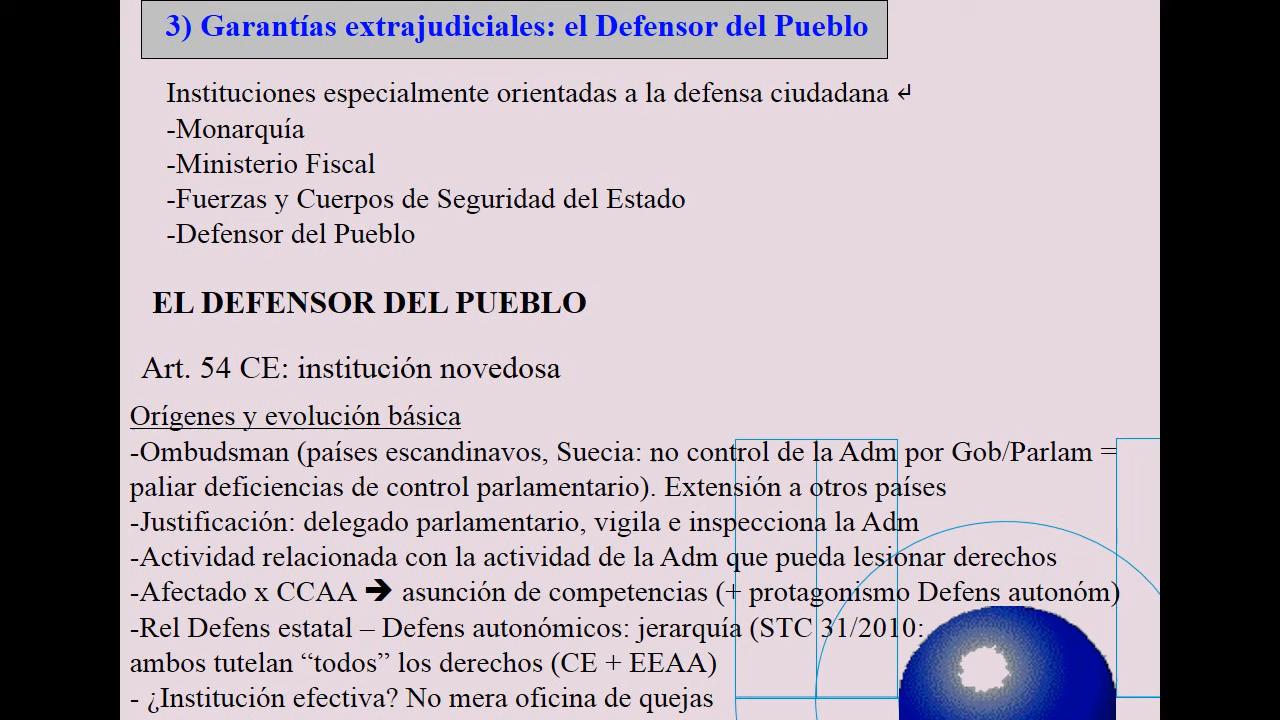 3) Garantías extrajudiciales: el Defensor del Pueblo
Instituciones especialmente orientadas a la defensa ciudadana ↲
-Monarquía
-Ministerio Fiscal
-Fuerzas y Cuerpos de Seguridad del Estado
-Defensor del Pueblo
EL DEFENSOR DEL PUEBLO
Art. 54 CE: institución novedosa
Orígenes y evolución básica
-Ombudsman (países escandinavos, Suecia: no control de la Adm por Gob/Parlam =
paliar deficiencias de control parlamentario). Extensión a otros países
-Justificación: delegado parlamentario, vigila e inspecciona la Adm
-Actividad relacionada con la actividad de la Adm que pueda lesionar derechos
-Afectado x CCAA ➔ asunción de competencias (+ protagonismo Defens autonóm)
-Rel Defens estatal – Defens autonómicos: jerarquía (STC 31/2010:
ambos tutelan “todos” los derechos (CE + EEAA)
- ¿Institución efectiva? No mera oficina de quejas